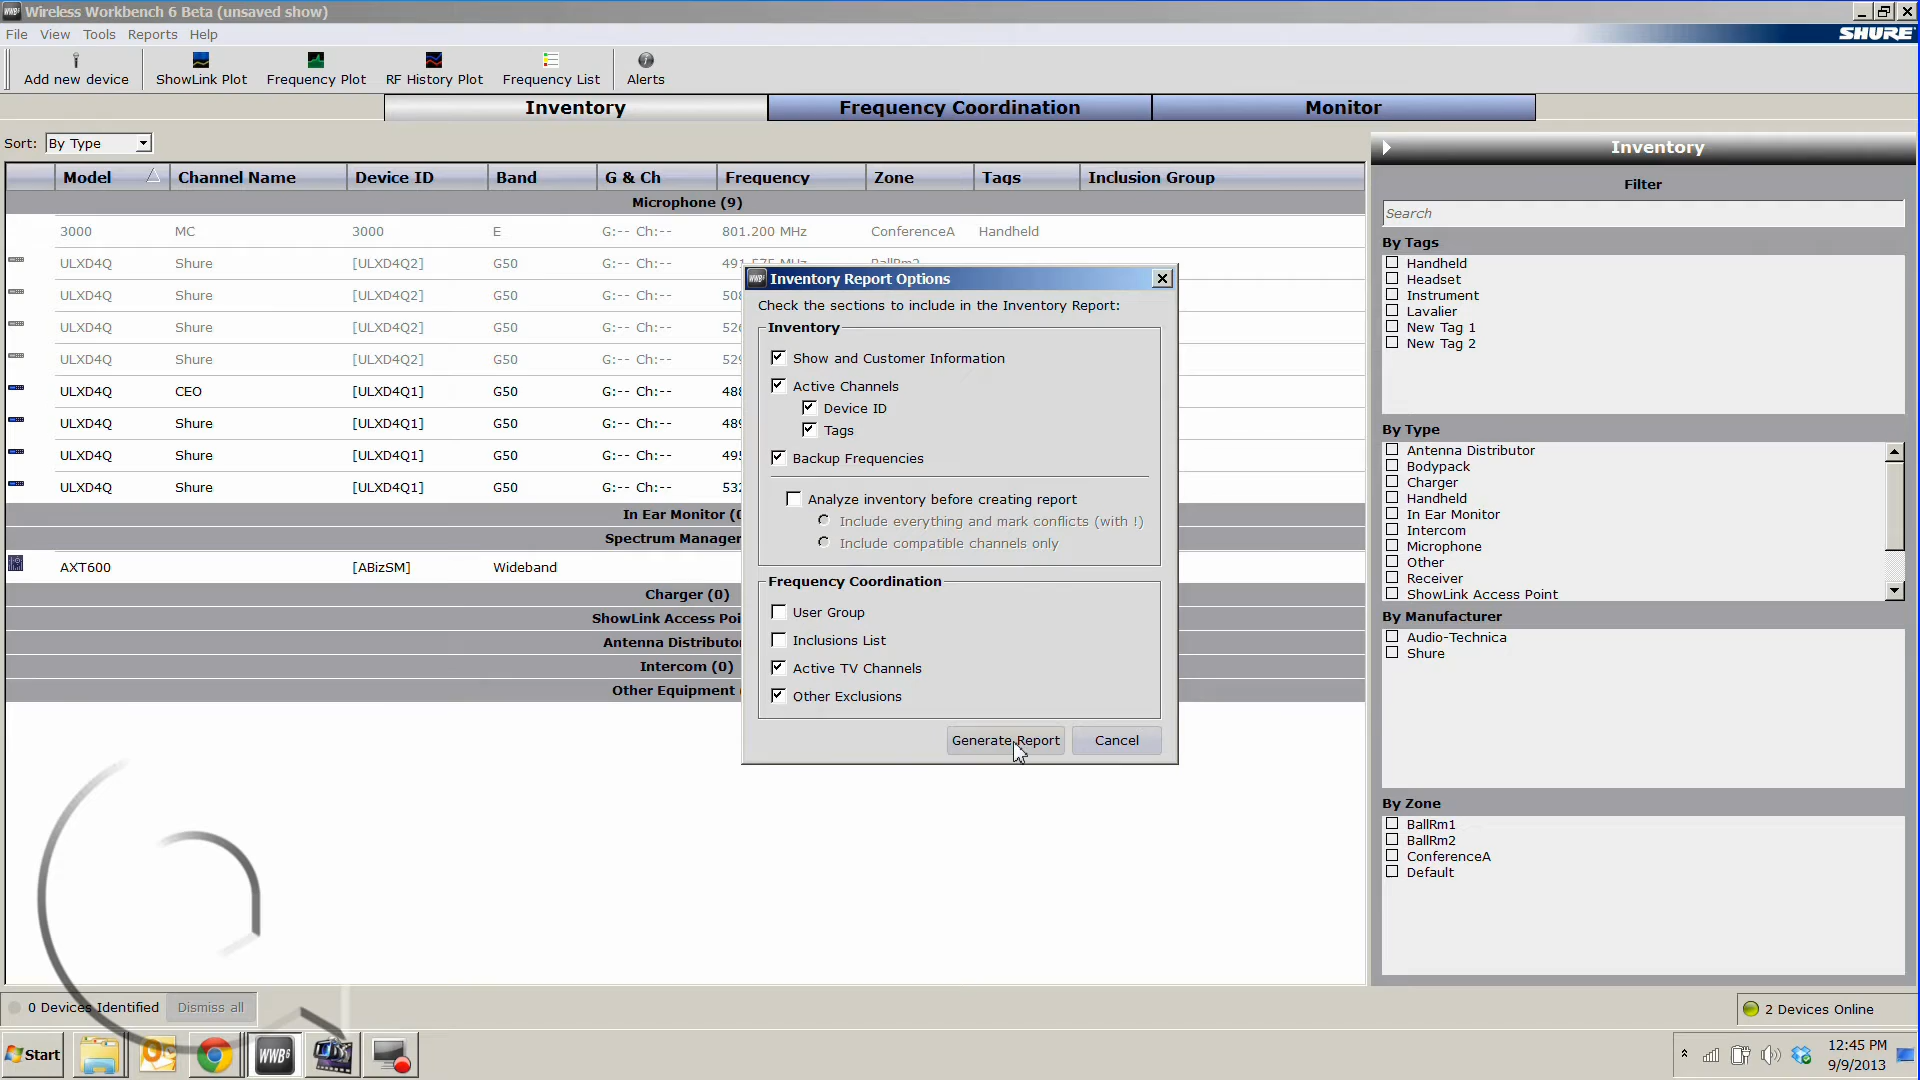 Wireless Workbench 6 Beta (unsaved show)
File View Tools Reports Help
SHURE
Add new device ShowLink Plot Frequency Plot RF History Plot Frequency List Alerts
Inventory Frequency Coordination Monitor
Sort: By Type
Model Channel Name Device ID Band G & Ch Frequency Zone Tags Inclusion Group
Microphone (9)
3000 MC 3000 E G:-- Ch:-- 801.200 MHz ConferenceA Handheld
ULXD4Q Shure [ULXD4Q2] G50 G:-- Ch:-- 491.575 MHz BallRm2
ULXD4Q Shure [ULXD4Q2] G50 G:-- Ch:-- 508
ULXD4Q Shure [ULXD4Q2] G50 G:-- Ch:-- 526
ULXD4Q Shure [ULXD4Q2] G50 G:-- Ch:-- 529
ULXD4Q CEO [ULXD4Q1] G50 G:-- Ch:-- 488
ULXD4Q Shure [ULXD4Q1] G50 G:-- Ch:-- 489
ULXD4Q Shure [ULXD4Q1] G50 G:-- Ch:-- 495
ULXD4Q Shure [ULXD4Q1] G50 G:-- Ch:-- 532
In Ear Monitor (
Spectrum Manager
AXT600 [ABizSM] Wideband
Charger (0)
ShowLink Access Poi
Antenna Distributor
Intercom (0)
Other Equipment
Inventory Report Options
Check the sections to include in the Inventory Report:
Inventory
Show and Customer Information
Active Channels
Device ID
Tags
Backup Frequencies
Analyze inventory before creating report
Include everything and mark conflicts (with !)
Include compatible channels only
Frequency Coordination
User Group
Inclusions List
Active TV Channels
Other Exclusions
Generate Report Cancel
Inventory
Filter
Search
By Tags
Handheld
Headset
Instrument
Lavalier
New Tag 1
New Tag 2
By Type
Antenna Distributor
Bodypack
Charger
Handheld
In Ear Monitor
Intercom
Microphone
Other
Receiver
ShowLink Access Point
By Manufacturer
Audio-Technica
Shure
By Zone
BallRm1
BallRm2
ConferenceA
Default
0 Devices Identified Dismiss all
2 Devices Online
Start
WWB6
12:45 PM
9/9/2013